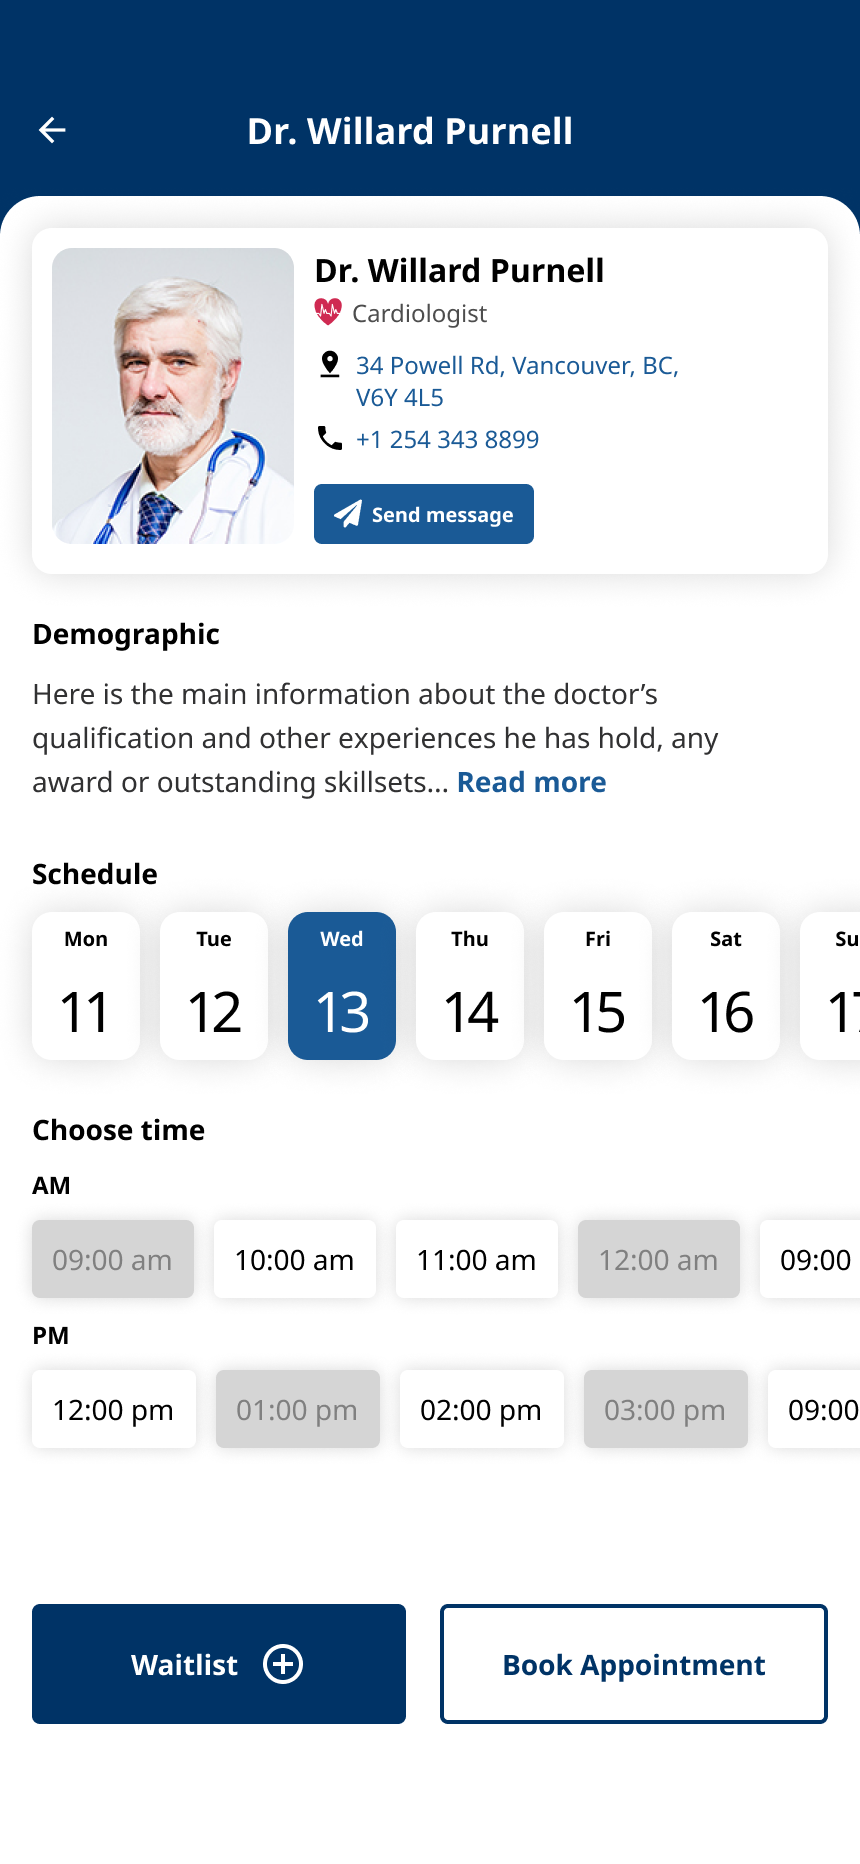 Dr. Willard Purnell
Dr. Willard Purnell
Cardiologist
34 Powell Rd, Vancouver, BC,
V6Y 4L5
+1 254 343 8899
Send message
Demographic
Here is the main information about the doctor’s
qualification and other experiences he has hold, any
award or outstanding skillsets... Read more
Schedule
Mon Tue Wed Thu Fri Sat Su
11 12 13 14 15 16 17
Choose time
AM
09:00 am 10:00 am 11:00 am 12:00 am 09:00
PM
12:00 pm 01:00 pm 02:00 pm 03:00 pm 09:00
Waitlist Book Appointment